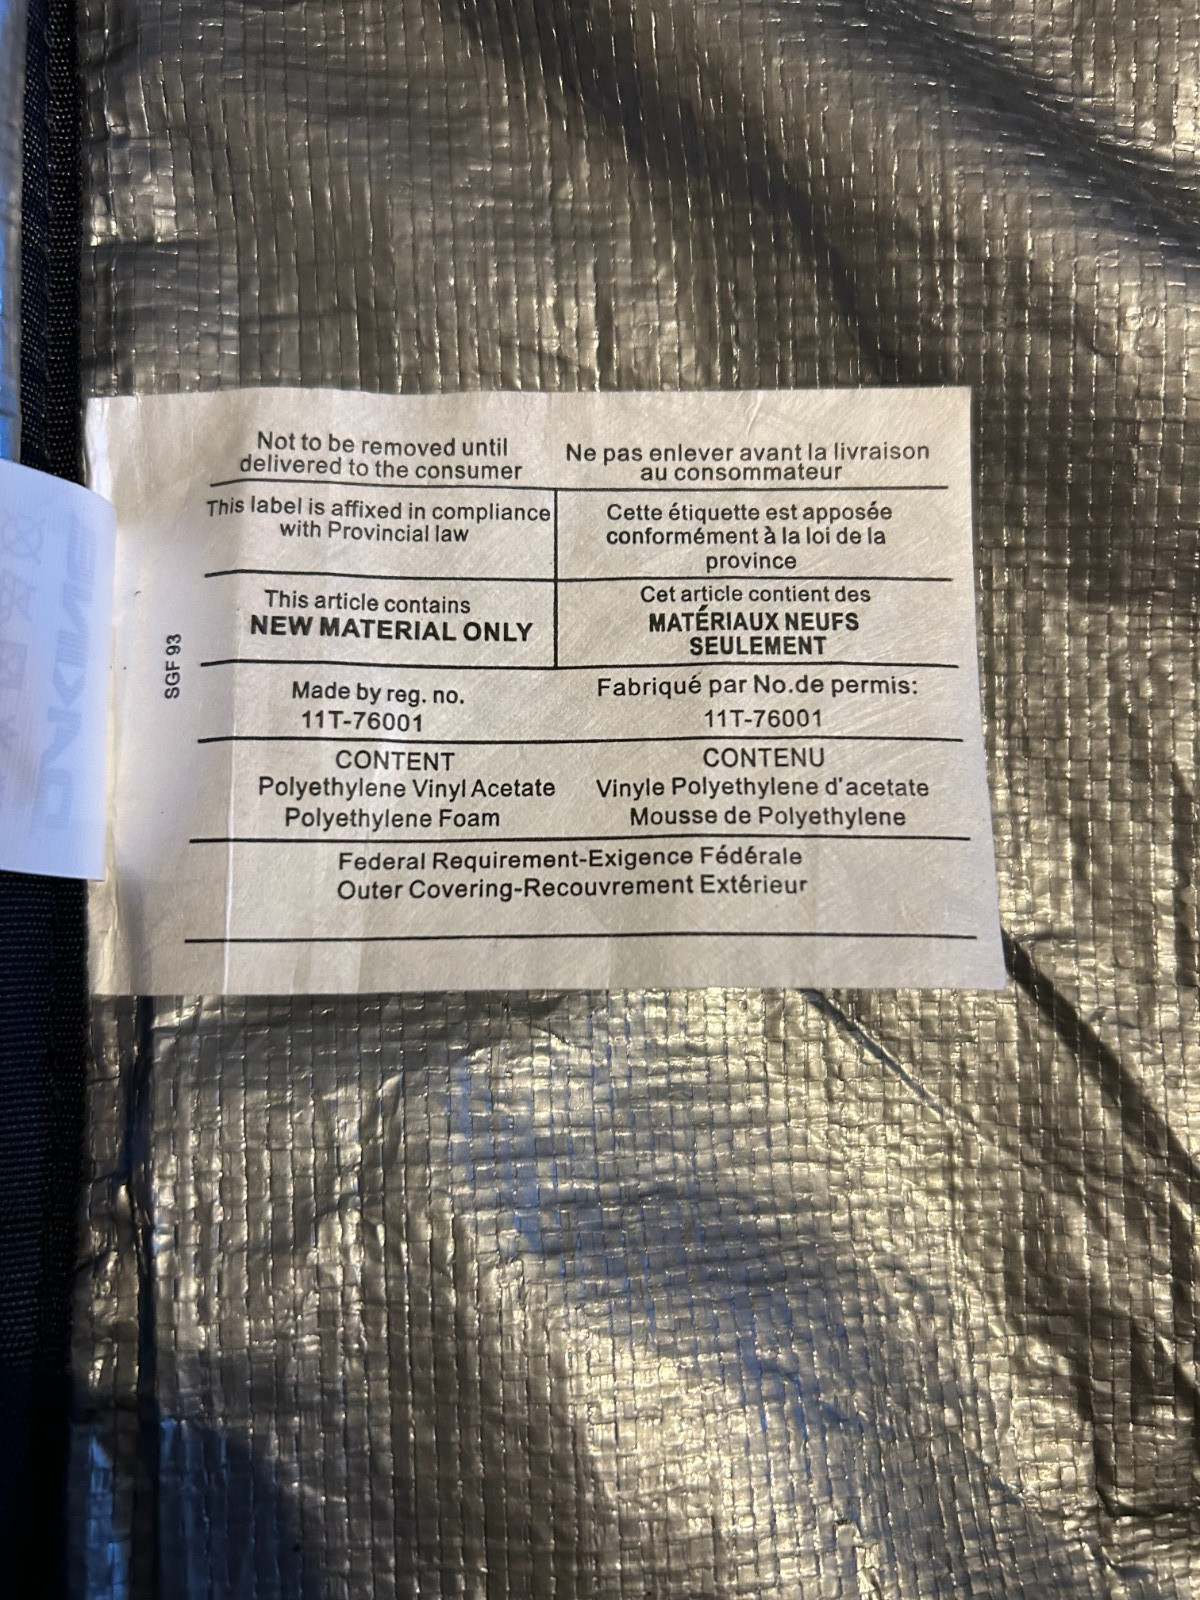 Not to be removed until
delivered to the consumer
Ne pas enlever avant la livraison
au consommateur
This label is affixed in compliance
with Provincial law
Cette étiquette est apposée
conformément à la loi de la
province
This article contains
NEW MATERIAL ONLY
Cet article contient des
MATÉRIAUX NEUFS
SEULEMENT
SGF 93
Made by reg. no.
11T-76001
Fabriqué par No.de permis:
11T-76001
CONTENT
Polyethylene Vinyl Acetate
Polyethylene Foam
CONTENU
Vinyle Polyethylene d'acetate
Mousse de Polyethylene
Federal Requirement-Exigence Fédérale
Outer Covering-Recouvrement Extérieur